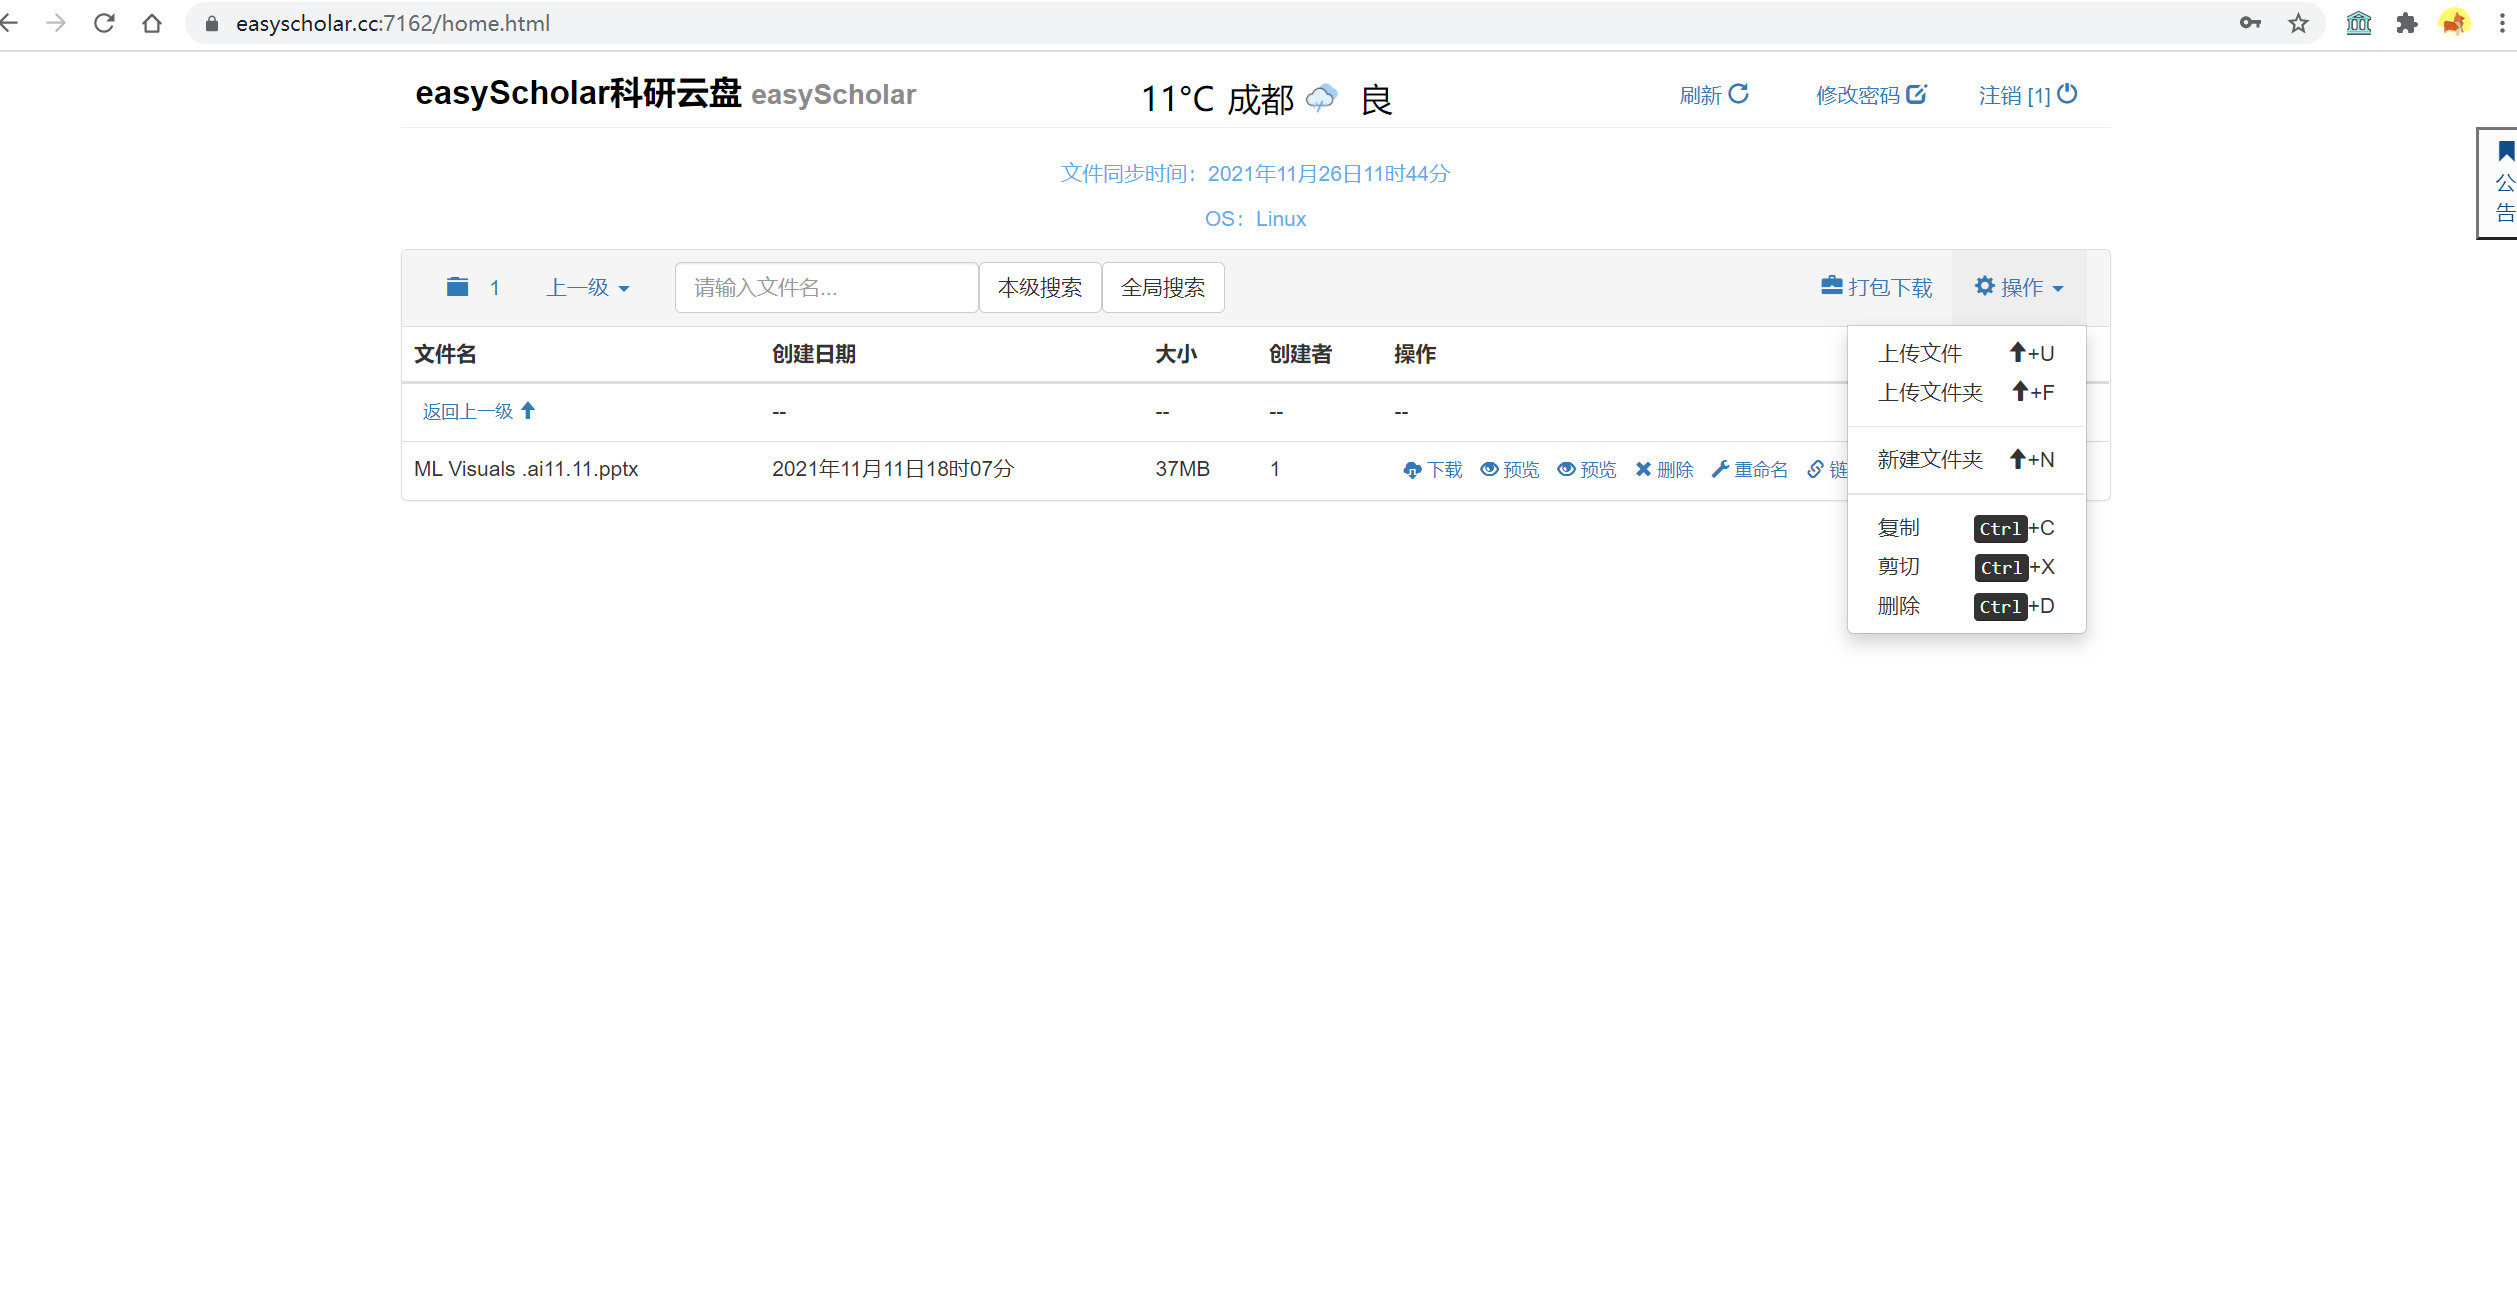 easyscholar.cc:7162/home.html
easyScholar科研云盘 easyScholar 11°C 成都 良 刷新 修改密码 注销 [1]
公
告
文件同步时间：2021年11月26日11时44分
OS：Linux
1 上一级 请输入文件名... 本级搜索 全局搜索 打包下载 操作
文件名 创建日期 大小 创建者 操作
返回上一级 -- -- -- --
ML Visuals .ai11.11.pptx 2021年11月11日18时07分 37MB 1 下载 预览 预览 删除 重命名 链
上传文件 +U
上传文件夹 +F
新建文件夹 +N
复制 Ctrl+C
剪切 Ctrl+X
删除 Ctrl+D